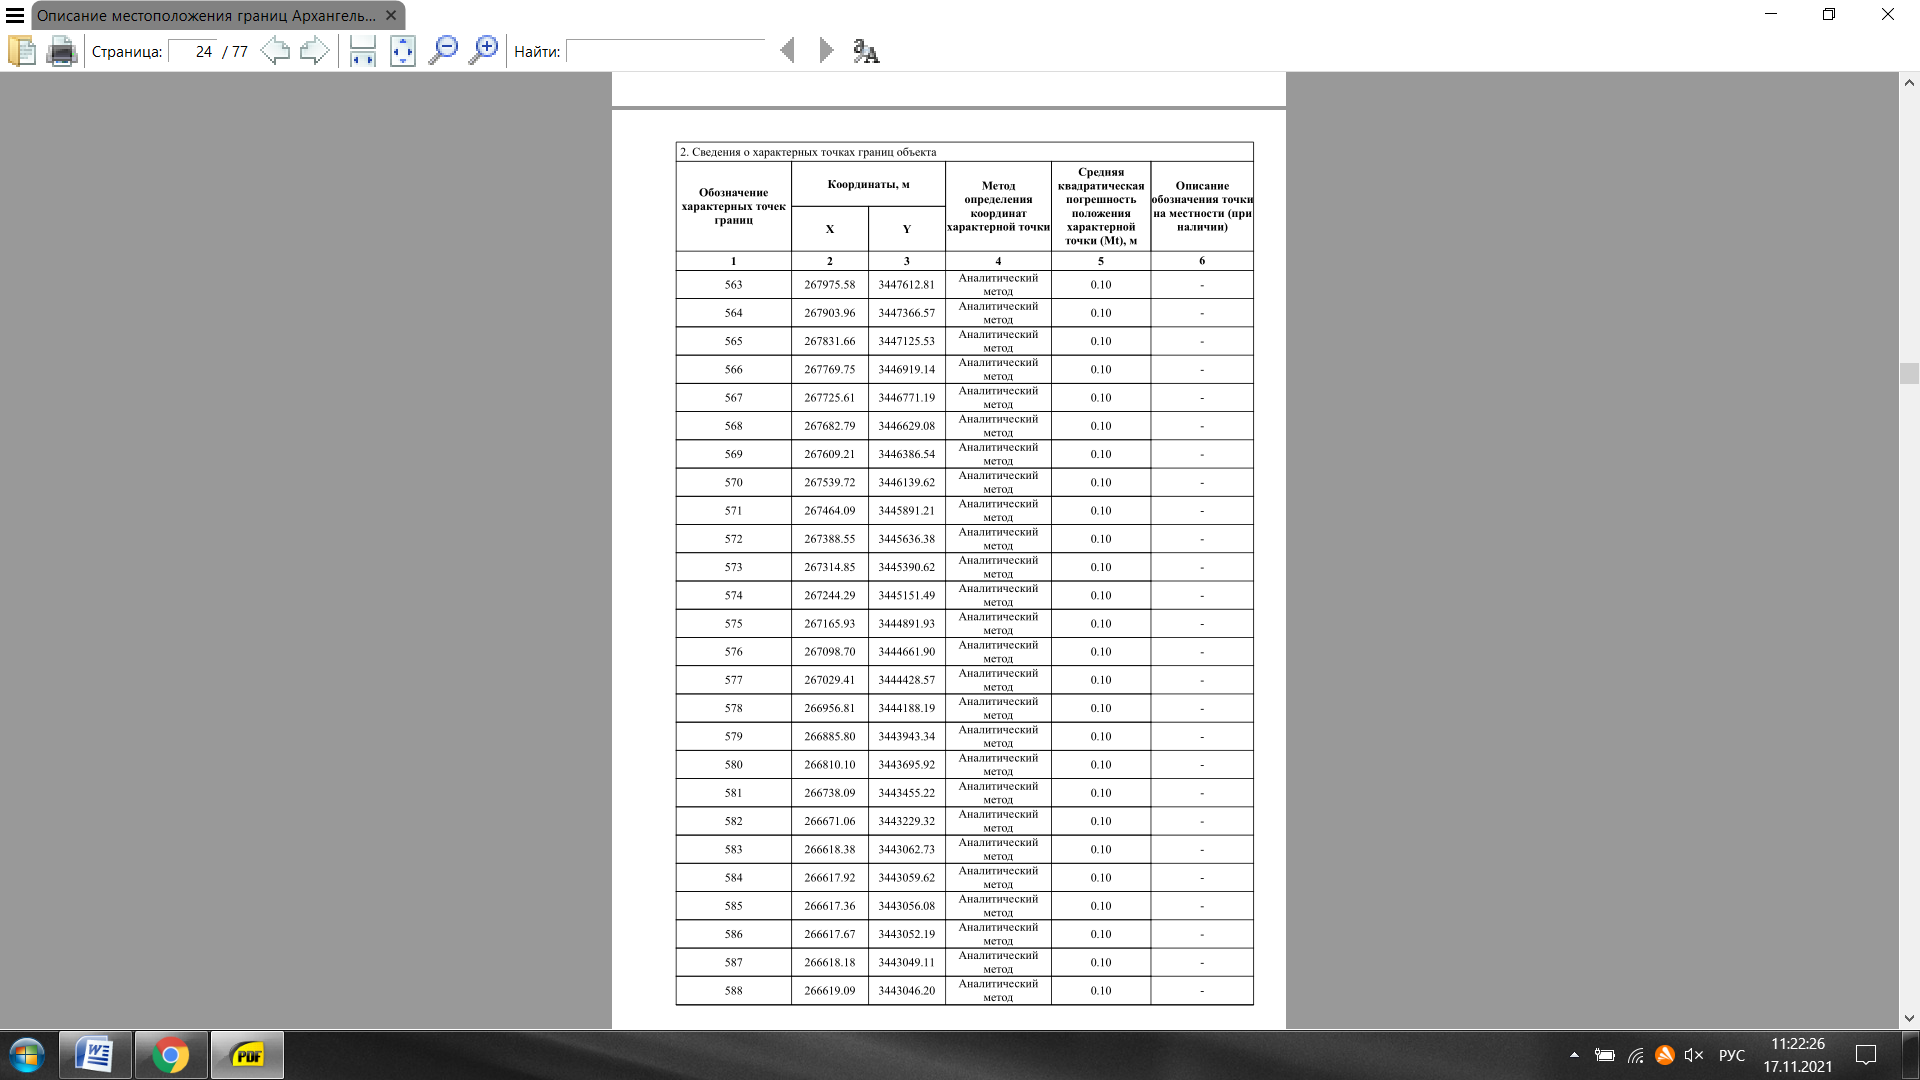 Описание местоположения границ Архангель...
Страница: 24 / 77 Найти:
2. Сведения о характерных точках границ объекта
Обозначение характерных точек границ
Координаты, м
X
Y
Метод определения координат характерной точки
Средняя квадратическая погрешность положения характерной точки (Mt), м
Описание обозначения точки на местности (при наличии)
1 2 3 4 5 6
563 267975.58 3447612.81 Аналитический метод 0.10 -
564 267903.96 3447366.57 Аналитический метод 0.10 -
565 267831.66 3447125.53 Аналитический метод 0.10 -
566 267769.75 3446919.14 Аналитический метод 0.10 -
567 267725.61 3446771.19 Аналитический метод 0.10 -
568 267682.79 3446629.08 Аналитический метод 0.10 -
569 267609.21 3446386.54 Аналитический метод 0.10 -
570 267539.72 3446139.62 Аналитический метод 0.10 -
571 267464.09 3445891.21 Аналитический метод 0.10 -
572 267388.55 3445636.38 Аналитический метод 0.10 -
573 267314.85 3445390.62 Аналитический метод 0.10 -
574 267244.29 3445151.49 Аналитический метод 0.10 -
575 267165.93 3444891.93 Аналитический метод 0.10 -
576 267098.70 3444661.90 Аналитический метод 0.10 -
577 267029.41 3444428.57 Аналитический метод 0.10 -
578 266956.81 3444188.19 Аналитический метод 0.10 -
579 266885.80 3443943.34 Аналитический метод 0.10 -
580 266810.10 3443695.92 Аналитический метод 0.10 -
581 266738.09 3443455.22 Аналитический метод 0.10 -
582 266671.06 3443229.32 Аналитический метод 0.10 -
583 266618.38 3443062.73 Аналитический метод 0.10 -
584 266617.92 3443059.62 Аналитический метод 0.10 -
585 266617.36 3443056.08 Аналитический метод 0.10 -
586 266617.67 3443052.19 Аналитический метод 0.10 -
587 266618.18 3443049.11 Аналитический метод 0.10 -
588 266619.09 3443046.20 Аналитический метод 0.10 -
PDF
РУС
11:22:26
17.11.2021